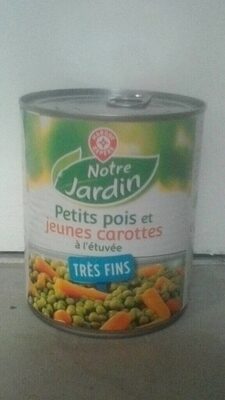 Notre
Jardin
Petits pois et
jeunes carottes
à l'étuvée
TRÈS FINS